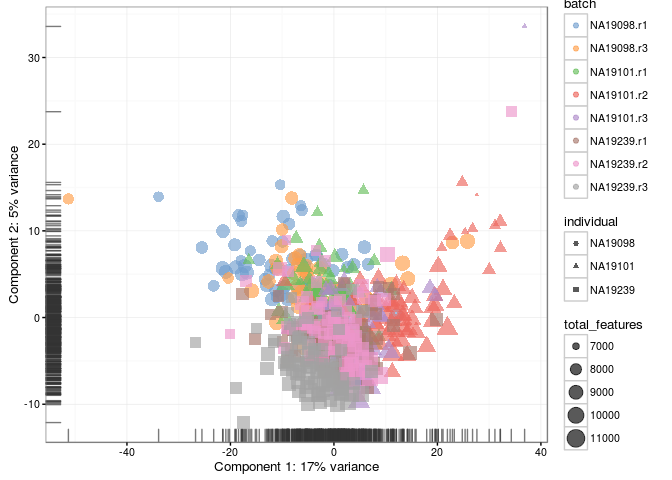 batch
NA19098.r1
NA19098.r3
NA19101.r1
NA19101.r2
NA19101.r3
NA19239.r1
NA19239.r2
NA19239.r3
individual
NA19098
NA19101
NA19239
total_features
7000
8000
9000
10000
11000
30
20
10
0
-10
Component 2: 5% variance
-40
-20
0
20
40
Component 1: 17% variance